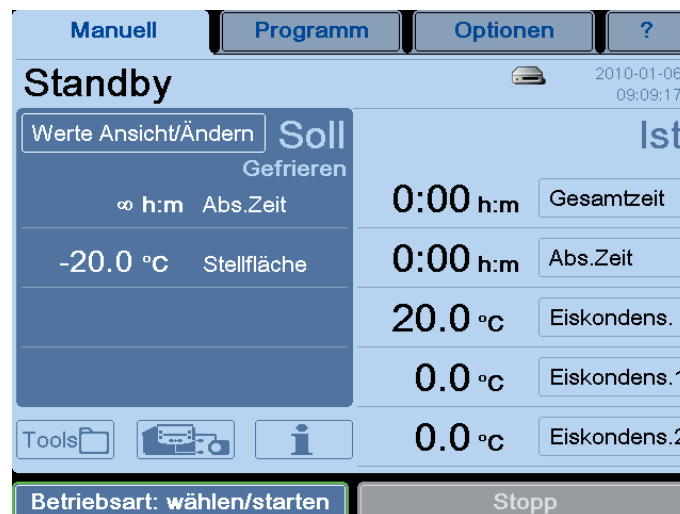 Manuell Programm Optionen ?
Standby
2010-01-06
09:09:17
Werte Ansicht/Ändern Soll
Gefrieren
∞ h:m Abs.Zeit
-20.0 °C Stellfläche
Ist
0:00 h:m Gesamtzeit
0:00 h:m Abs.Zeit
20.0 °C Eiskondens.
0.0 °C Eiskondens.1
0.0 °C Eiskondens.2
Tools
i
Betriebsart: wählen/starten Stopp